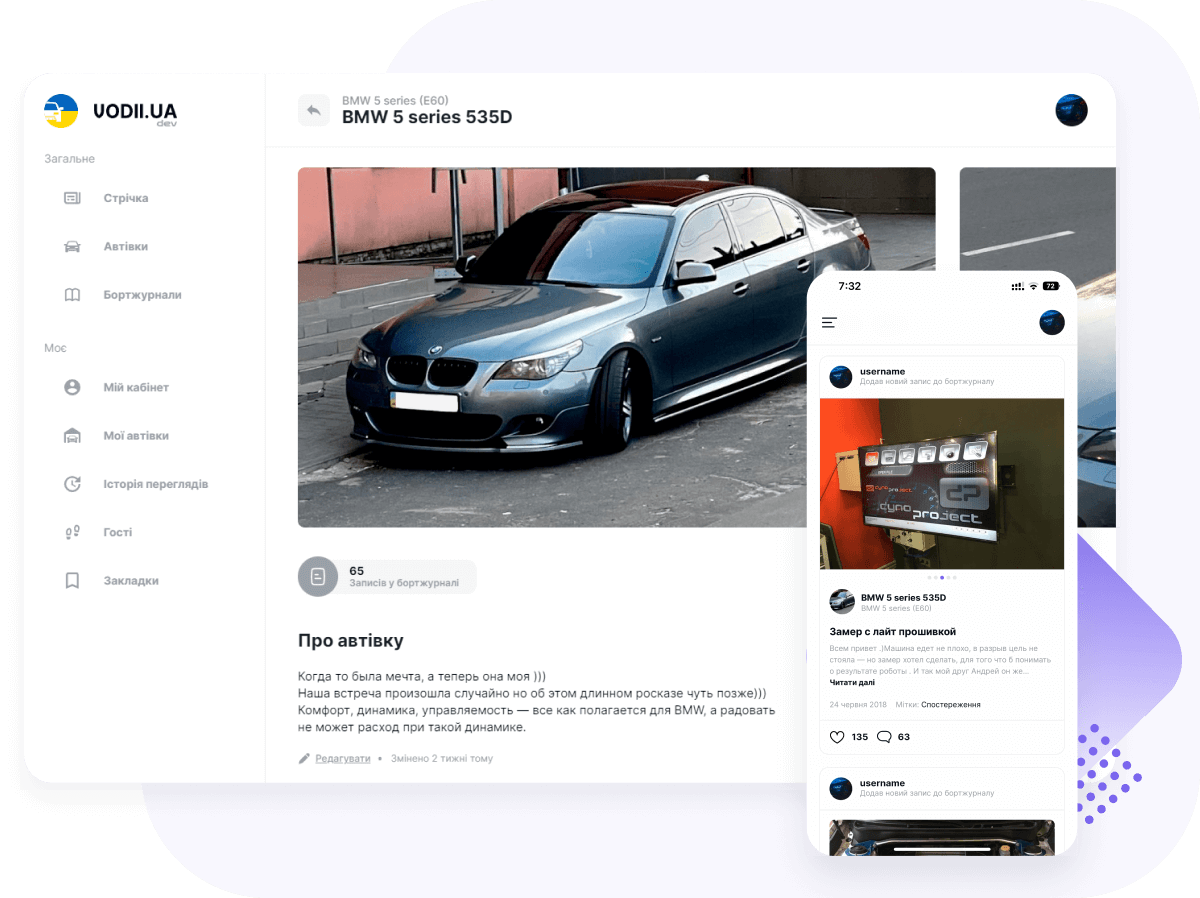 VODII.UA
dev
Загальне
Стрічка
Автівки
Бортжурнали
Моє
Мій кабінет
Мої автівки
Історія переглядів
Гості
Закладки
BMW 5 series (E60)
BMW 5 series 535D
65
Записів у бортжурналі
Про автівку
Когда то была мечта, а теперь она моя )))
Наша встреча произошла случайно но об этом длинном росказе чуть позже)))
Комфорт, динамика, управляемость — все как полагается для BMW, а радовать
не может расход при такой динамике.
Редагувати • Змінено 2 тижні тому
7:32
72
username
Додав новий запис до бортжурналу
dyno project
dp
dyno project
BMW 5 series 535D
BMW 5 series (E60)
Замер с лайт прошивкой
Всем привет .)Машина едет не плохо, в разрыв цель не
стояла — но замер хотел сделать, для того что б понимать
о результате роботы . И так мой друг Андрей он же...
Читати далі
24 червня 2018 Мітки: Спостереження
135 63
username
Додав новий запис до бортжурналу